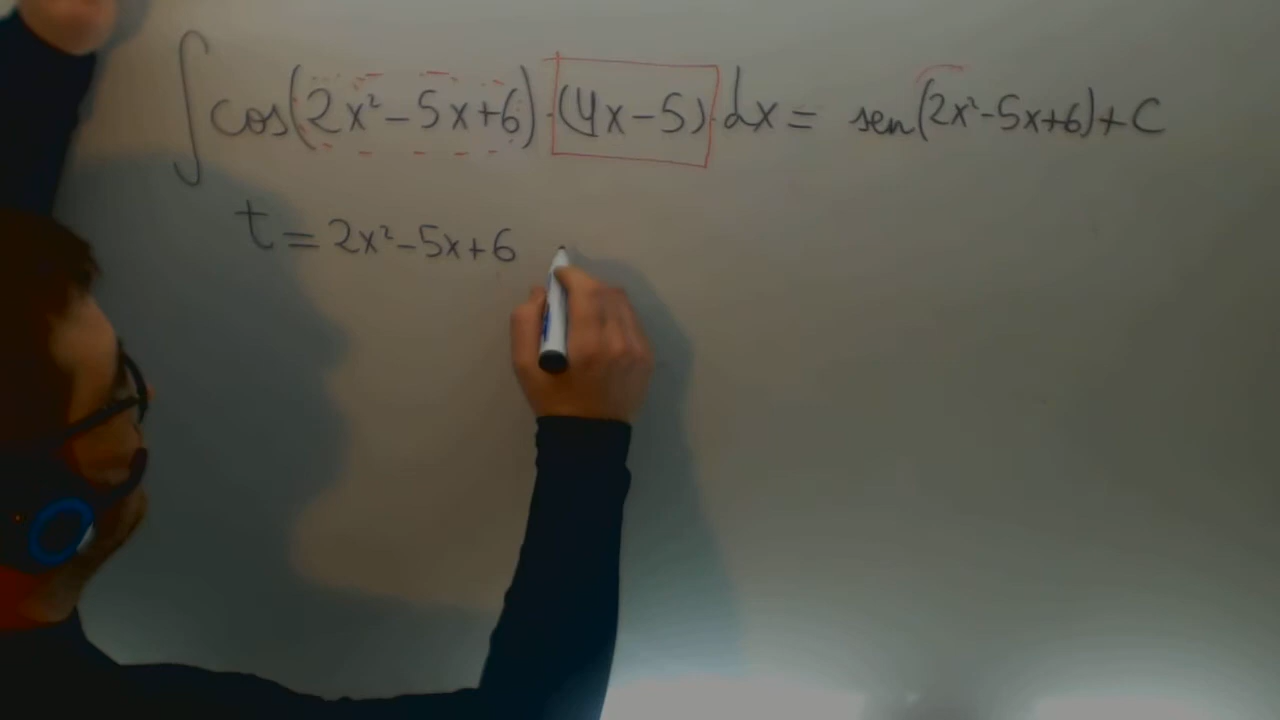 ∫ cos(2x²-5x+6)·(4x-5)·dx = sen(2x²-5x+6)+C
t = 2x²-5x+6